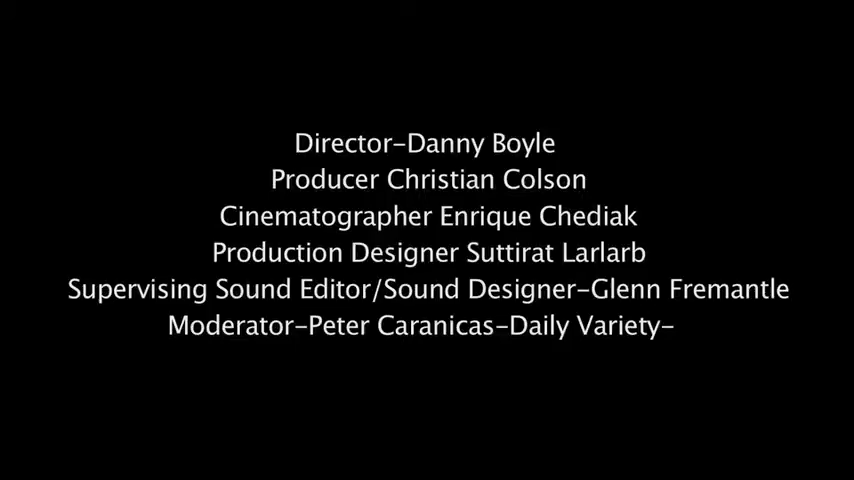 Director-Danny Boyle
Producer Christian Colson
Cinematographer Enrique Chediak
Production Designer Suttirat Larlarb
Supervising Sound Editor/Sound Designer-Glenn Fremantle
Moderator-Peter Caranicas-Daily Variety-